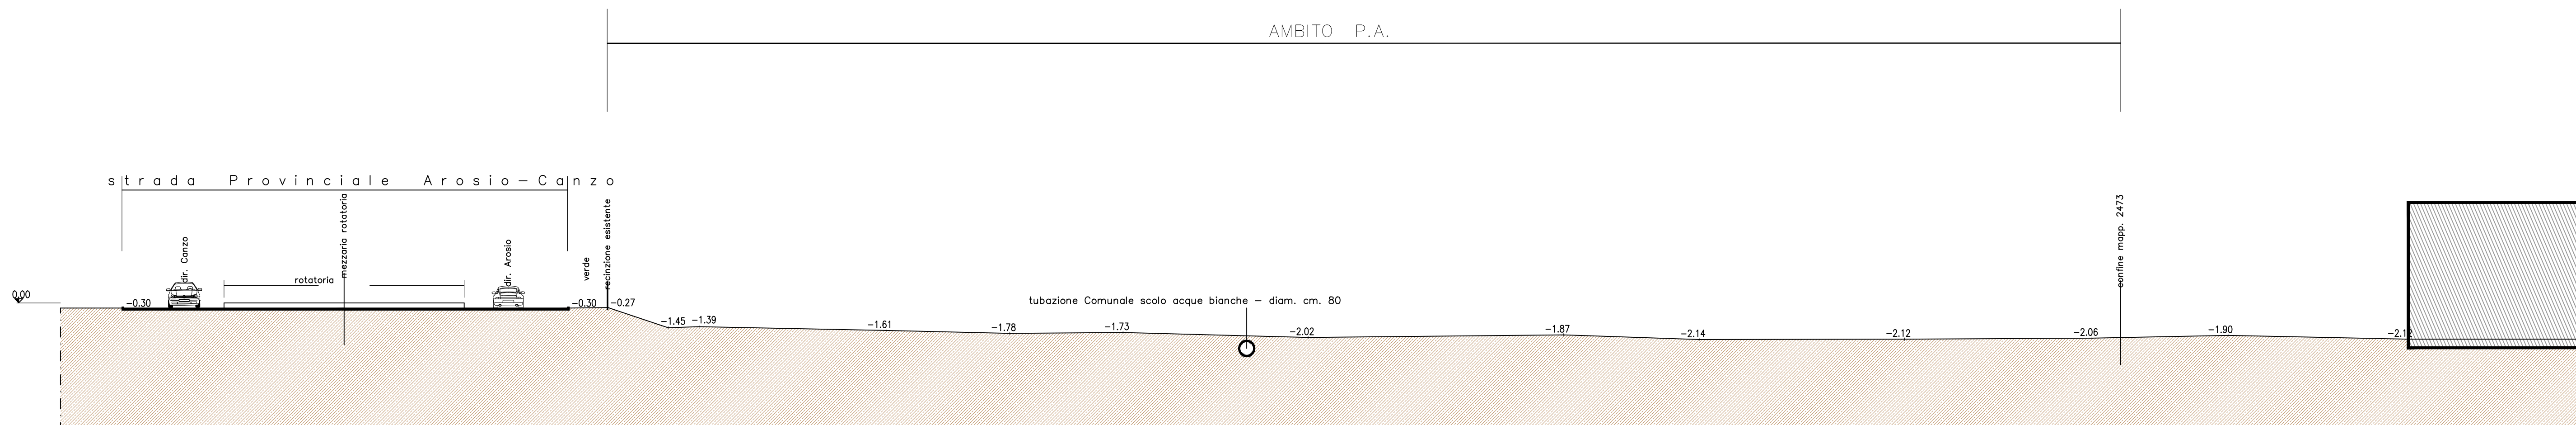 AMBITO P.A.
strada Provinciale Arosio-Canzo
dir. Canzo
rotatoria
mezzaria rotatoria
dir. Arosio
verde
recinzione esistente
confine mapp. 2473
0.00
-0.30
-0.30
-0.27
tubazione Comunale scolo acque bianche - diam. cm. 80
-1.45
-1.39
-1.61
-1.78
-1.73
-2.02
-1.87
-2.14
-2.12
-2.06
-1.90